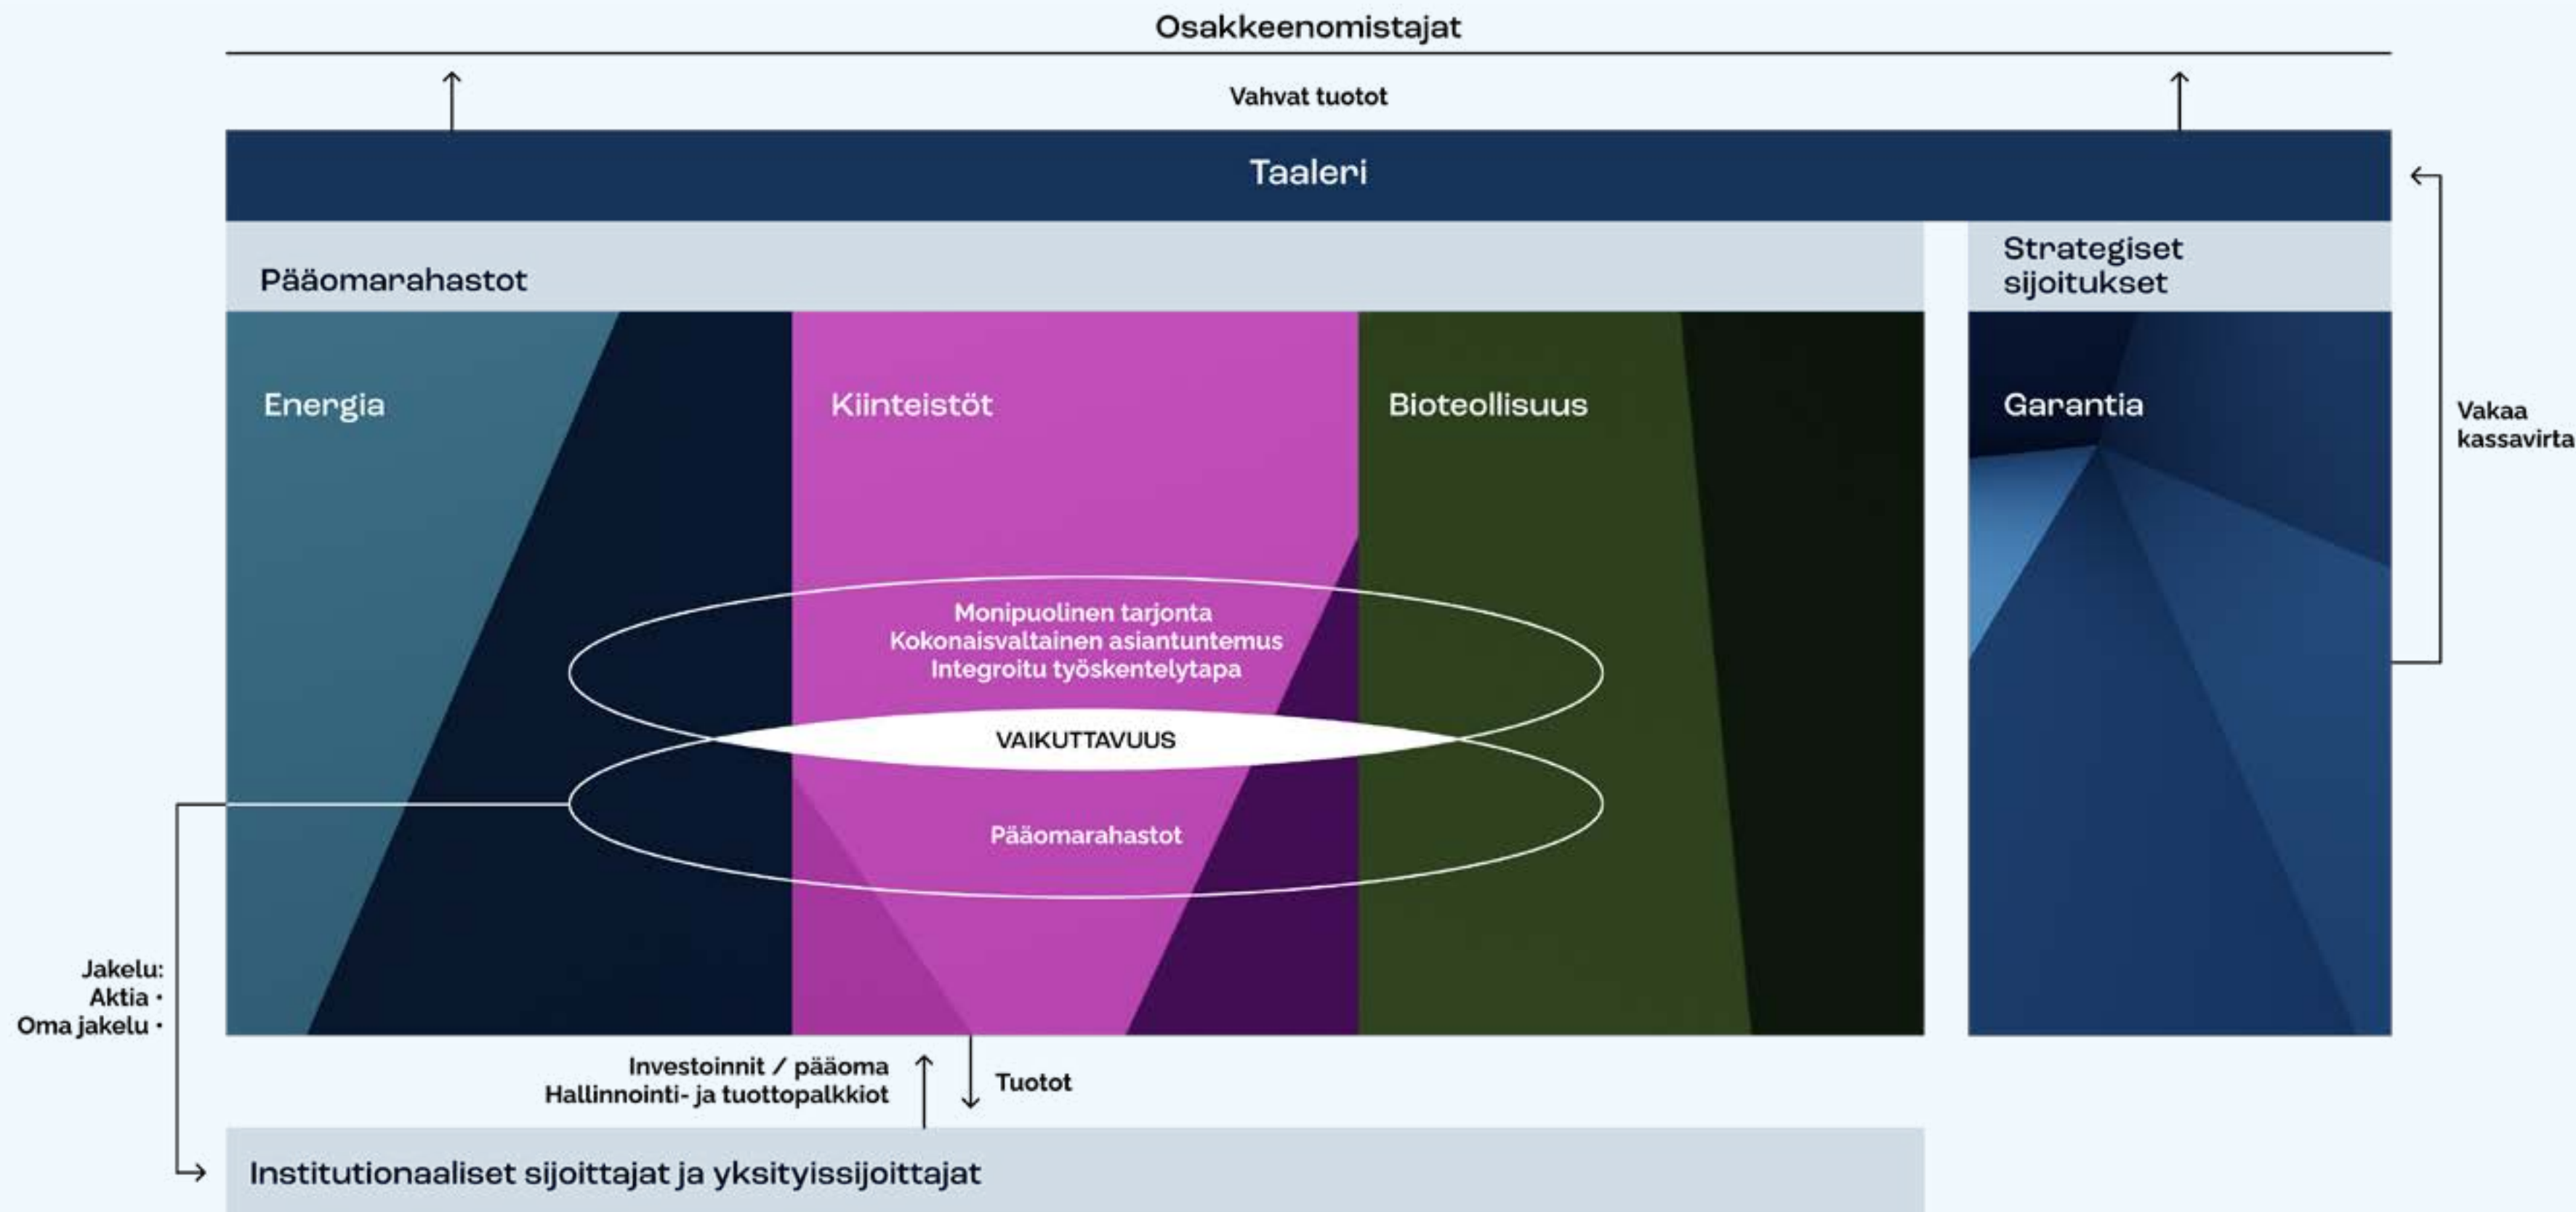 Osakkeenomistajat
Vahvat tuotot
Taaleri
Pääomarahastot
Strategiset
sijoitukset
Energia
Kiinteistöt
Bioteollisuus
Garantia
Vakaa
kassavirta
Monipuolinen tarjonta
Kokonaisvaltainen asiantuntemus
Integroitu työskentelytapa
VAIKUTTAVUUS
Pääomarahastot
Jakelu:
Aktia •
Oma jakelu •
Investoinnit / pääoma
Hallinnointi- ja tuottopalkkiot
Tuotot
Institutionaaliset sijoittajat ja yksityissijoittajat